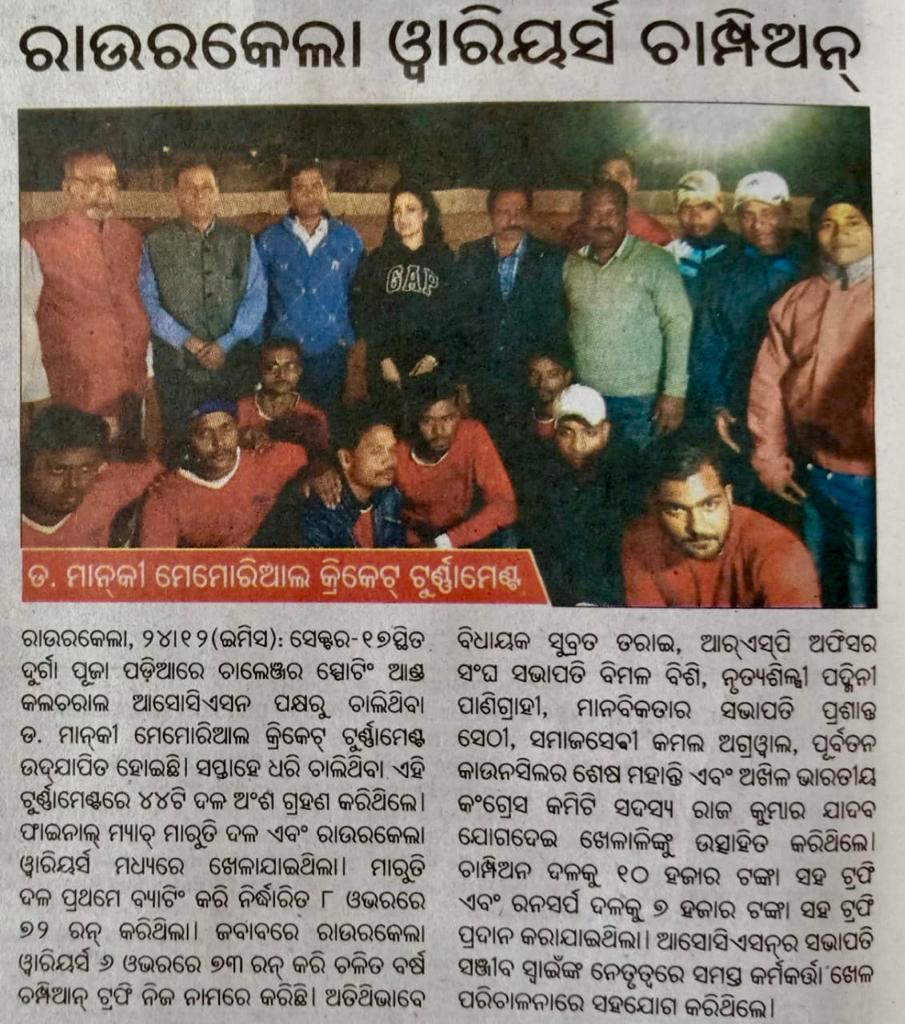 ରାଉରକେଲା ୱାରିୟର୍ସ ଚାମ୍ପିଅନ୍
GAP
ଡ. ମାନ୍‌କୀ ମେମୋରିଆଲ କ୍ରିକେଟ୍ ଟୁର୍ଣ୍ଣାମେଣ୍ଟ
ରାଉରକେଲା, ୨୪।୧୨(ଇମିସ): ସେକ୍ଟର-୧୭ସ୍ଥିତ
ଦୁର୍ଗା ପୂଜା ପଡ଼ିଆରେ ଚାଲେଞ୍ଜର ସ୍ପୋଟିଂ ଆଣ୍ଡ
କଲଚରାଲ ଆସୋସିଏସନ ପକ୍ଷରୁ ଚାଲିଥିବା
ଡ. ମାନ୍‌କୀ ମେମୋରିଆଲ କ୍ରିକେଟ୍ ଟୁର୍ଣ୍ଣାମେଣ୍ଟ
ଉଦ୍‌ଯାପିତ ହୋଇଛି। ସପ୍ତାହେ ଧରି ଚାଲିଥିବା ଏହି
ଟୁର୍ଣ୍ଣାମେଣ୍ଟରେ ୪୪ଟି ଦଳ ଅଂଶ ଗ୍ରହଣ କରିଥିଲେ।
ଫାଇନାଲ୍ ମ୍ୟାଚ୍ ମାରୁତି ଦଳ ଏବଂ ରାଉରକେଲା
ୱାରିୟର୍ସ ମଧ୍ୟରେ ଖେଳାଯାଇଥିଲା। ମାରୁତି
ଦଳ ପ୍ରଥମେ ବ୍ୟାଟିଂ କରି ନିର୍ଦ୍ଧାରିତ ୮ ଓଭରରେ
୭୨ ରନ୍ କରିଥିଲା। ଜବାବରେ ରାଉରକେଲା
ୱାରିୟର୍ସ ୬ ଓଭରରେ ୭୩ ରନ୍ କରି ଚଳିତ ବର୍ଷ
ଚମ୍ପିଆନ୍ ଟ୍ରଫି ନିଜ ନାମରେ କରିଛି। ଅତିଥିଭାବେ
ବିଧାୟକ ସୁବ୍ରତ ତରାଇ, ଆର୍‌ଏସ୍‌ପି ଅଫିସର
ସଂଘ ସଭାପତି ବିମଳ ବିଶି, ନୃତ୍ୟଶିଳ୍ପୀ ପଦ୍ମିନୀ
ପାଣିଗ୍ରାହୀ, ମାନବିକତାର ସଭାପତି ପ୍ରଶାନ୍ତ
ସେଠୀ, ସମାଜସେବୀ କମଲ ଅଗ୍ରୱାଲ, ପୂର୍ବତନ
କାଉନସିଲର ଶେଷ ମହାନ୍ତି ଏବଂ ଅଖିଳ ଭାରତୀୟ
କଂଗ୍ରେସ କମିଟି ସଦସ୍ୟ ରାଜ କୁମାର ଯାଦବ
ଯୋଗଦେଇ ଖେଳାଳିଙ୍କୁ ଉତ୍ସାହିତ କରିଥିଲେ।
ଚାମ୍ପିଅନ ଦଳକୁ ୧୦ ହଜାର ଟଙ୍କା ସହ ଟ୍ରଫି
ଏବଂ ରନସର୍ପ ଦଳକୁ ୭ ହଜାର ଟଙ୍କା ସହ ଟ୍ରଫି
ପ୍ରଦାନ କରାଯାଇଥିଲା। ଆସୋସିଏସନ୍‌ର ସଭାପତି
ସଞ୍ଜୀବ ସ୍ୱାଇଁଙ୍କ ନେତୃତ୍ୱରେ ସମସ୍ତ କର୍ମକର୍ତ୍ତା ଖେଳ
ପରିଚାଳନାରେ ସହଯୋଗ କରିଥିଲେ।